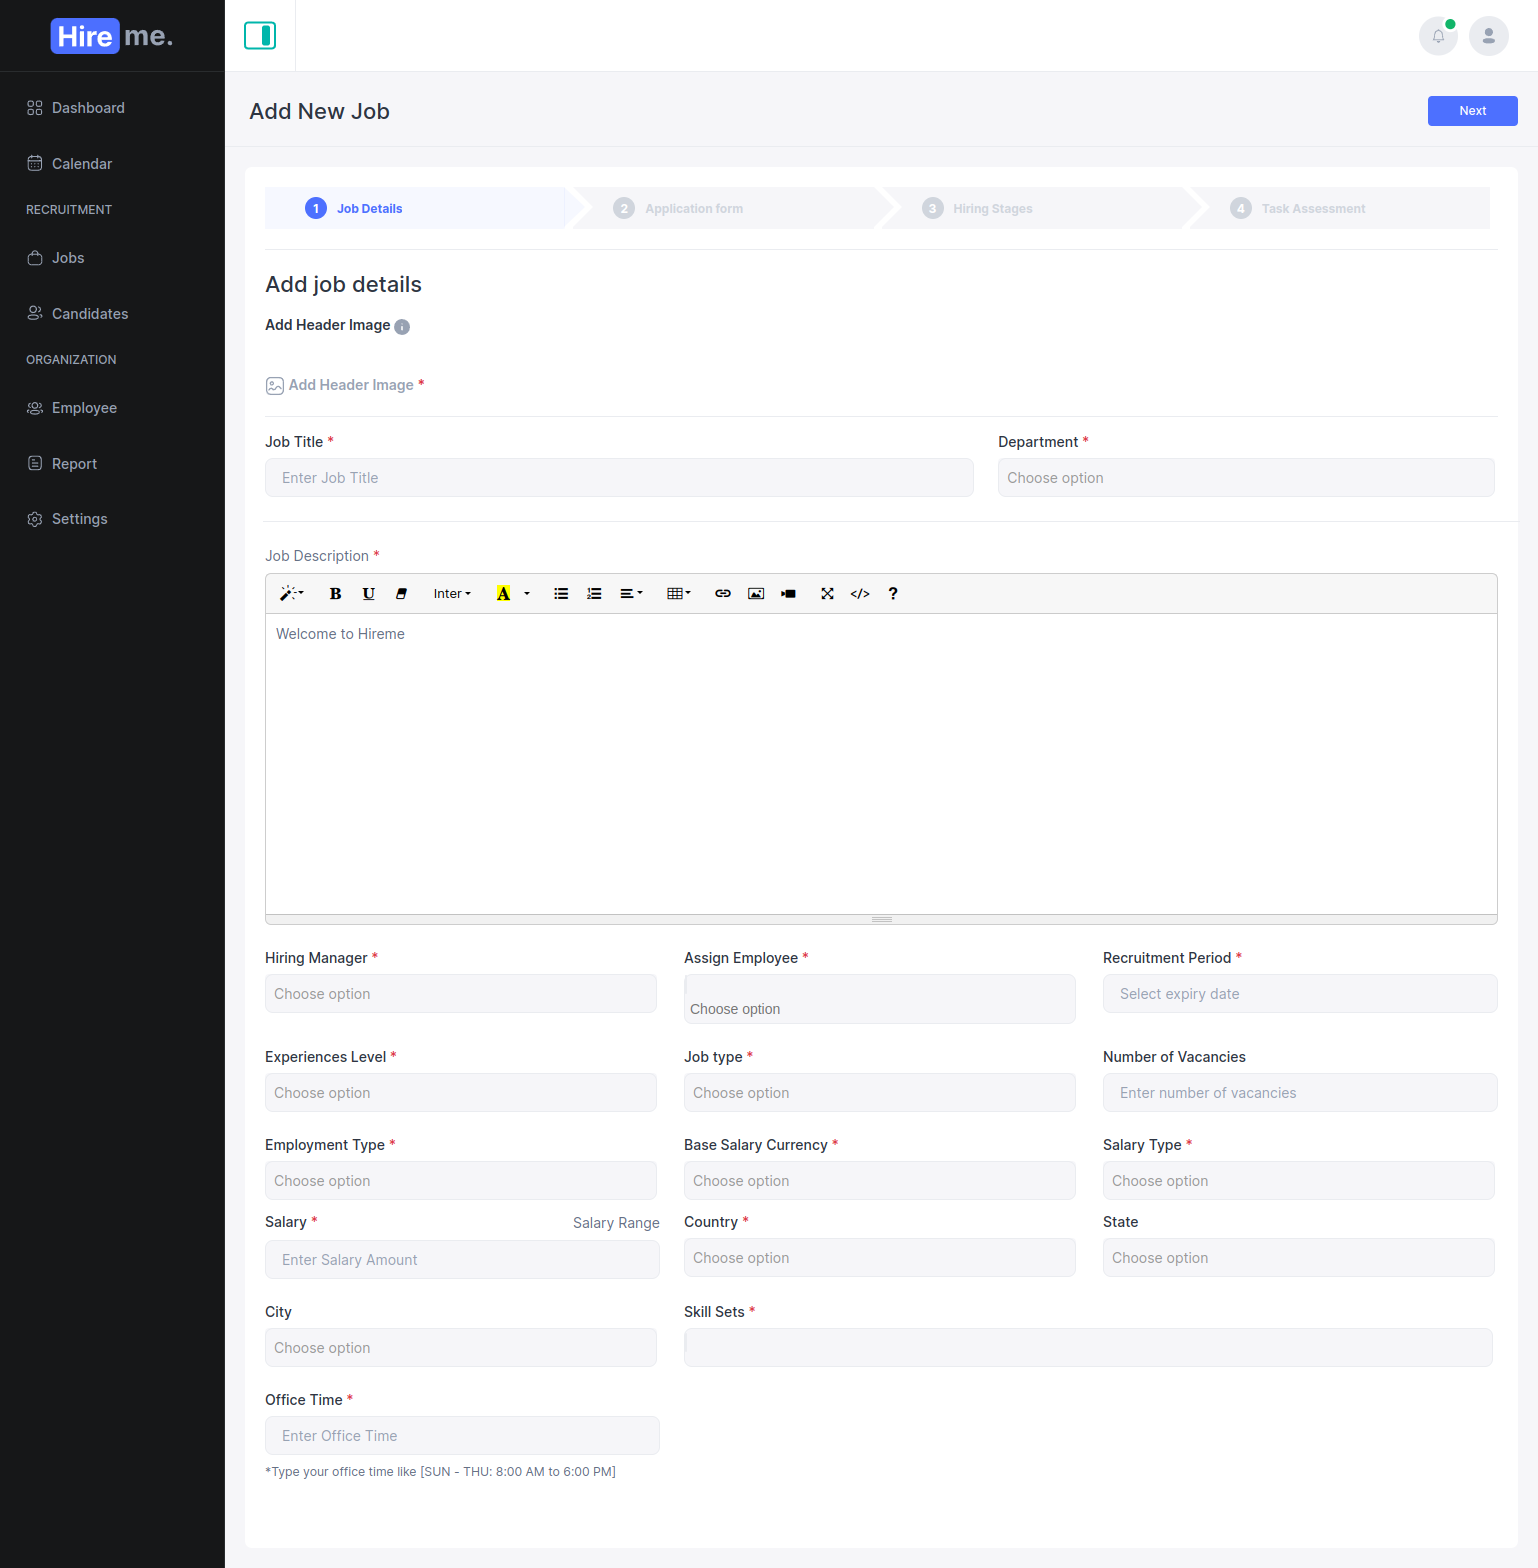 Hire me.
Dashboard
Calendar
RECRUITMENT
Jobs
Candidates
ORGANIZATION
Employee
Report
Settings
Add New Job
Next
1 Job Details
2 Application form
3 Hiring Stages
4 Task Assessment
Add job details
Add Header Image i
Add Header Image *
Job Title *
Enter Job Title
Department *
Choose option
Job Description *
B U Inter A </> ?
Welcome to Hireme
Hiring Manager *
Choose option
Assign Employee *
Choose option
Recruitment Period *
Select expiry date
Experiences Level *
Choose option
Job type *
Choose option
Number of Vacancies
Enter number of vacancies
Employment Type *
Choose option
Base Salary Currency *
Choose option
Salary Type *
Choose option
Salary * Salary Range
Enter Salary Amount
Country *
Choose option
State
Choose option
City
Choose option
Skill Sets *
Office Time *
Enter Office Time
*Type your office time like [SUN - THU: 8:00 AM to 6:00 PM]